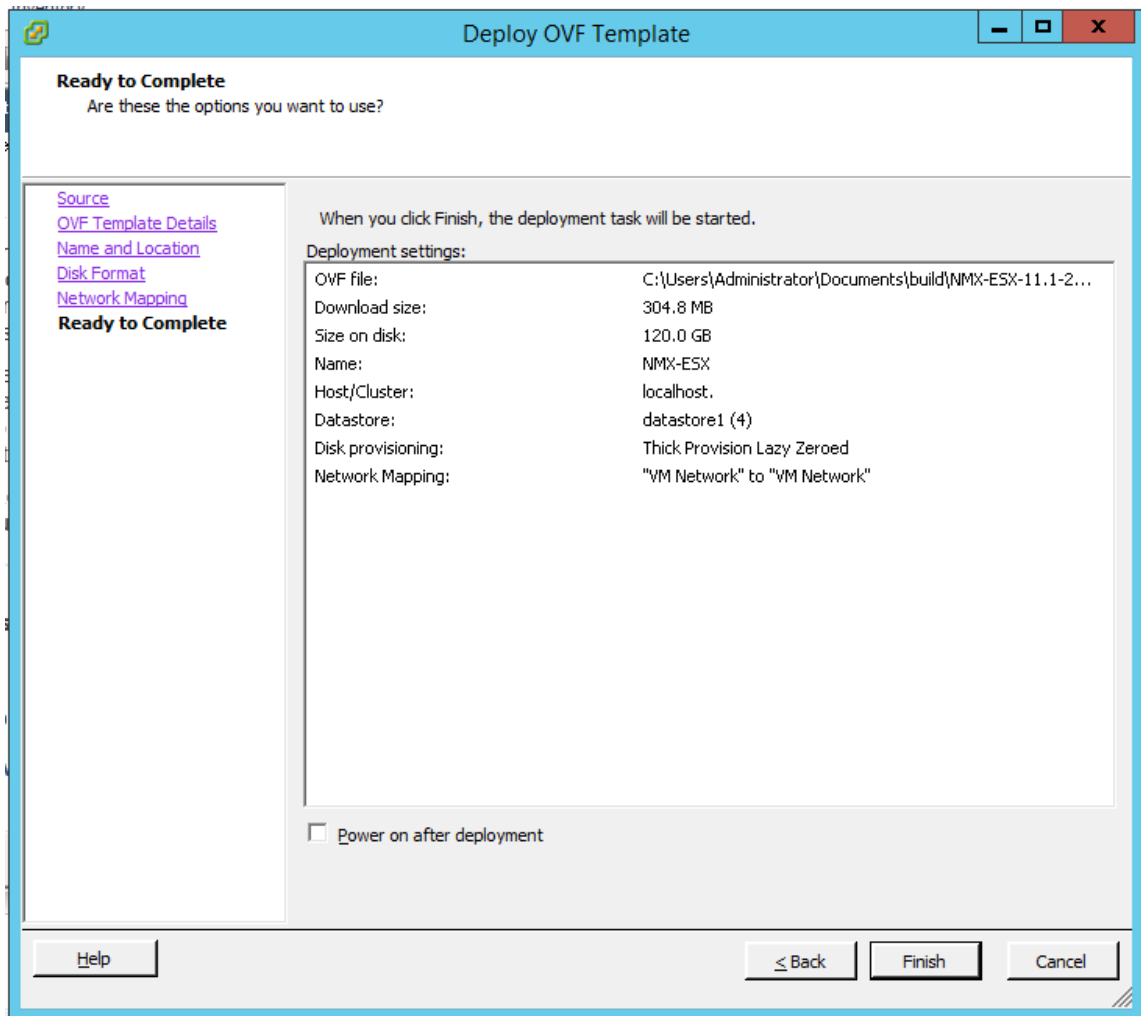 Deploy OVF Template
Ready to Complete
Are these the options you want to use?
Source
OVF Template Details
Name and Location
Disk Format
Network Mapping
Ready to Complete
When you click Finish, the deployment task will be started.
Deployment settings:
OVF file: C:\Users\Administrator\Documents\build\NMX-ESX-11.1-2...
Download size: 304.8 MB
Size on disk: 120.0 GB
Name: NMX-ESX
Host/Cluster: localhost.
Datastore: datastore1 (4)
Disk provisioning: Thick Provision Lazy Zeroed
Network Mapping: "VM Network" to "VM Network"
Power on after deployment
Help < Back Finish Cancel